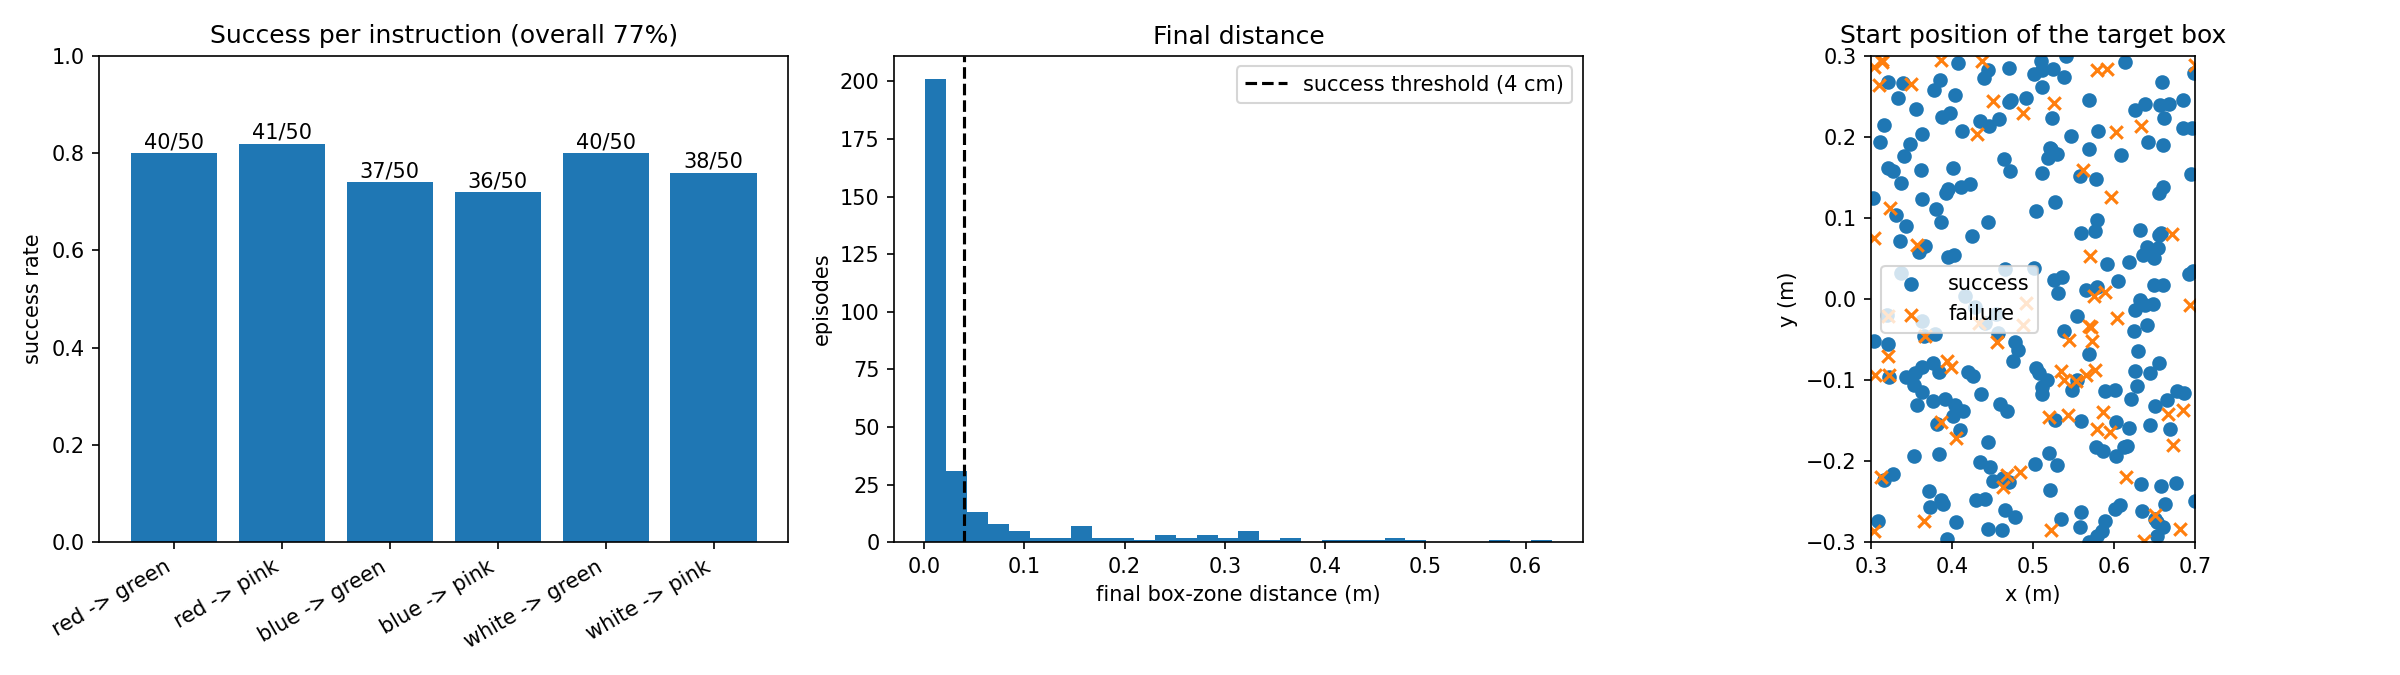 Success per instruction (overall 77%)
success rate
1.0
0.8
0.6
0.4
0.2
0.0
40/50
41/50
37/50
36/50
40/50
38/50
red -> green
red -> pink
blue -> green
blue -> pink
white -> green
white -> pink
Final distance
episodes
200
175
150
125
100
75
50
25
0
success threshold (4 cm)
0.0
0.1
0.2
0.3
0.4
0.5
0.6
final box-zone distance (m)
Start position of the target box
y (m)
0.3
0.2
0.1
0.0
−0.1
−0.2
−0.3
success
failure
0.3
0.4
0.5
0.6
0.7
x (m)